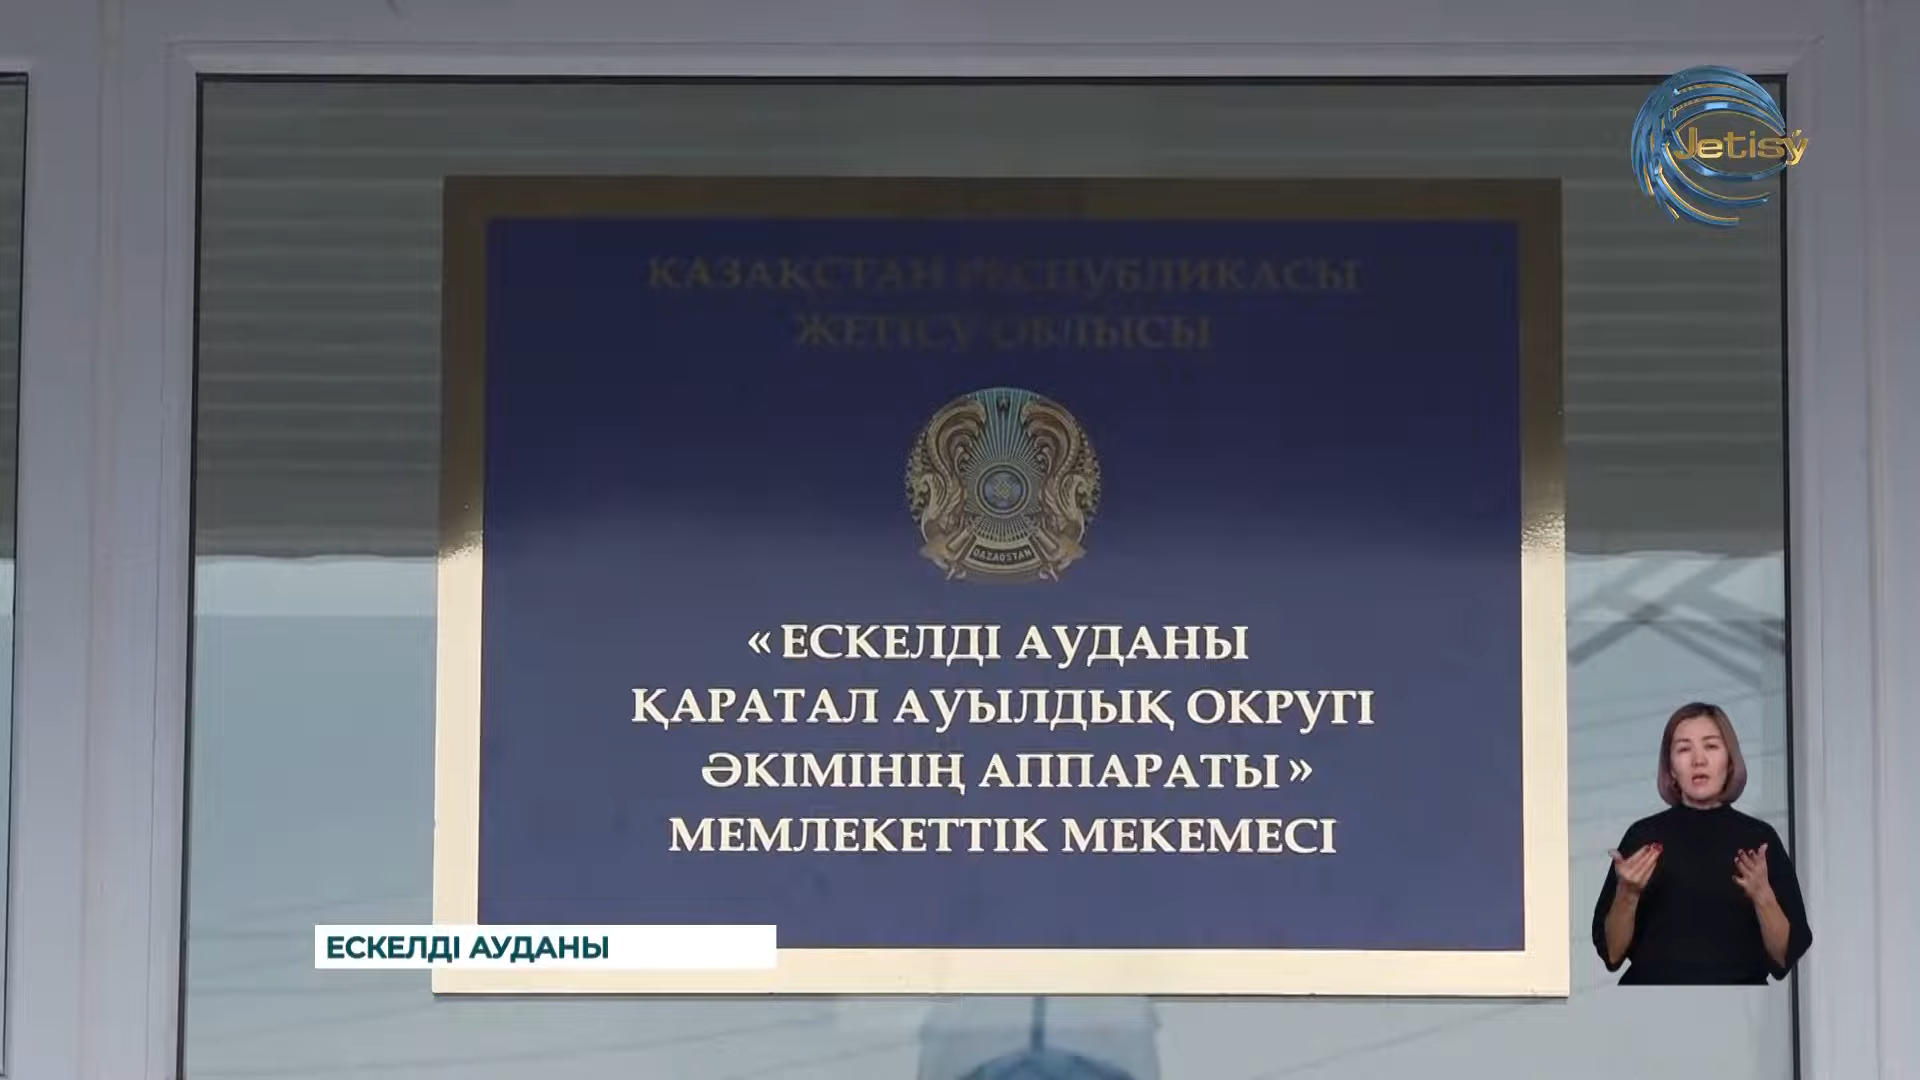 Jetisý
ҚАЗАҚСТАН РЕСПУБЛИКАСЫ
ЖЕТІСУ ОБЛЫСЫ
QAZAQSTAN
«ЕСКЕЛДІ АУДАНЫ
ҚАРАТАЛ АУЫЛДЫҚ ОКРУГІ
ӘКІМІНІҢ АППАРАТЫ»
МЕМЛЕКЕТТІК МЕКЕМЕСІ
ЕСКЕЛДІ АУДАНЫ